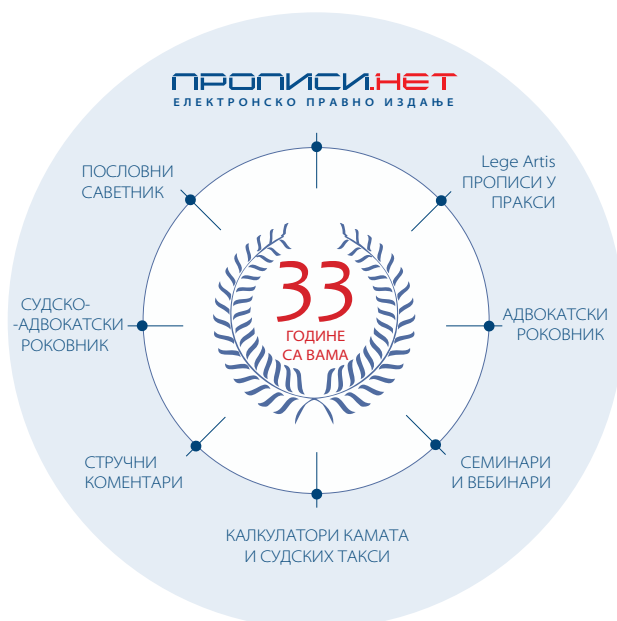 ПРОПИСИ.НЕТ
ЕЛЕКТРОНСКО ПРАВНО ИЗДАЊЕ
ПОСЛОВНИ
САВЕТНИК
Lege Artis
ПРОПИСИ У
ПРАКСИ
33
ГОДИНЕ
СА ВАМА
СУДСКО-
-АДВОКАТСКИ
РОКОВНИК
АДВОКАТСКИ
РОКОВНИК
СТРУЧНИ
КОМЕНТАРИ
СЕМИНАРИ
И ВЕБИНАРИ
КАЛКУЛАТОРИ КАМАТА
И СУДСКИХ ТАКСИ